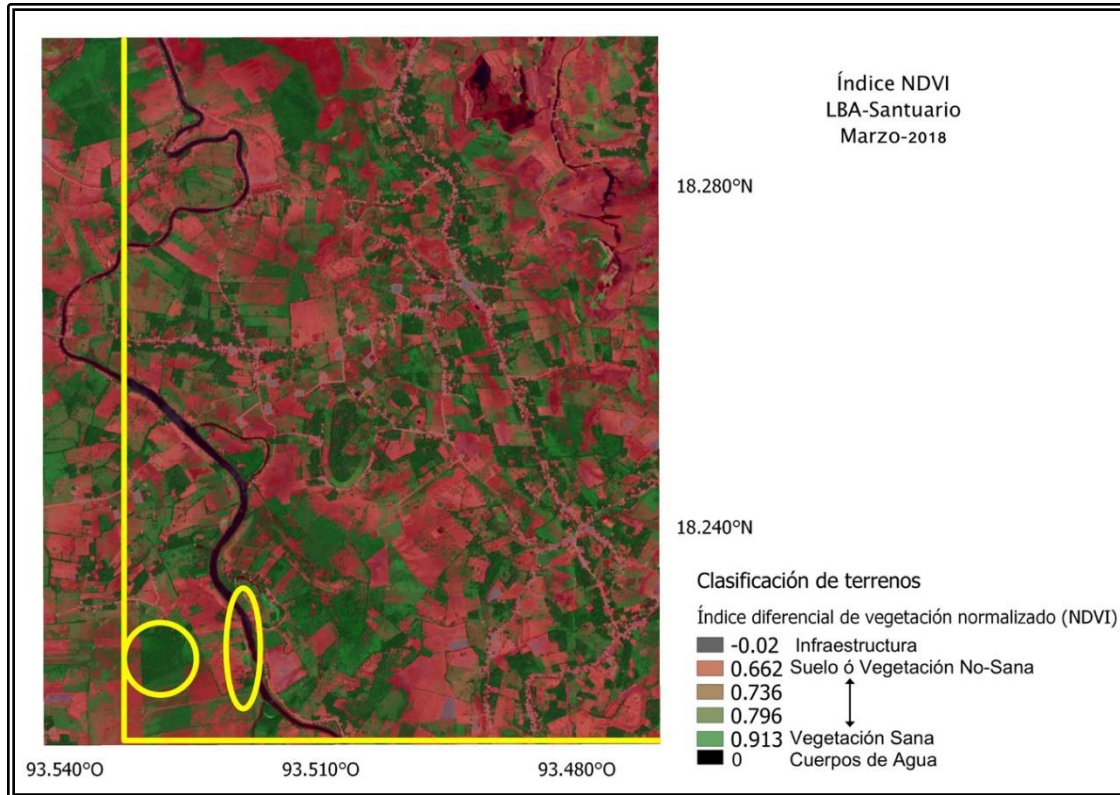 Índice NDVI
LBA-Santuario
Marzo-2018
18.280°N
18.240°N
Clasificación de terrenos
Índice diferencial de vegetación normalizado (NDVI)
-0.02 Infraestructura
0.662 Suelo ó Vegetación No-Sana
0.736
0.796
0.913 Vegetación Sana
0 Cuerpos de Agua
93.540°O 93.510°O 93.480°O